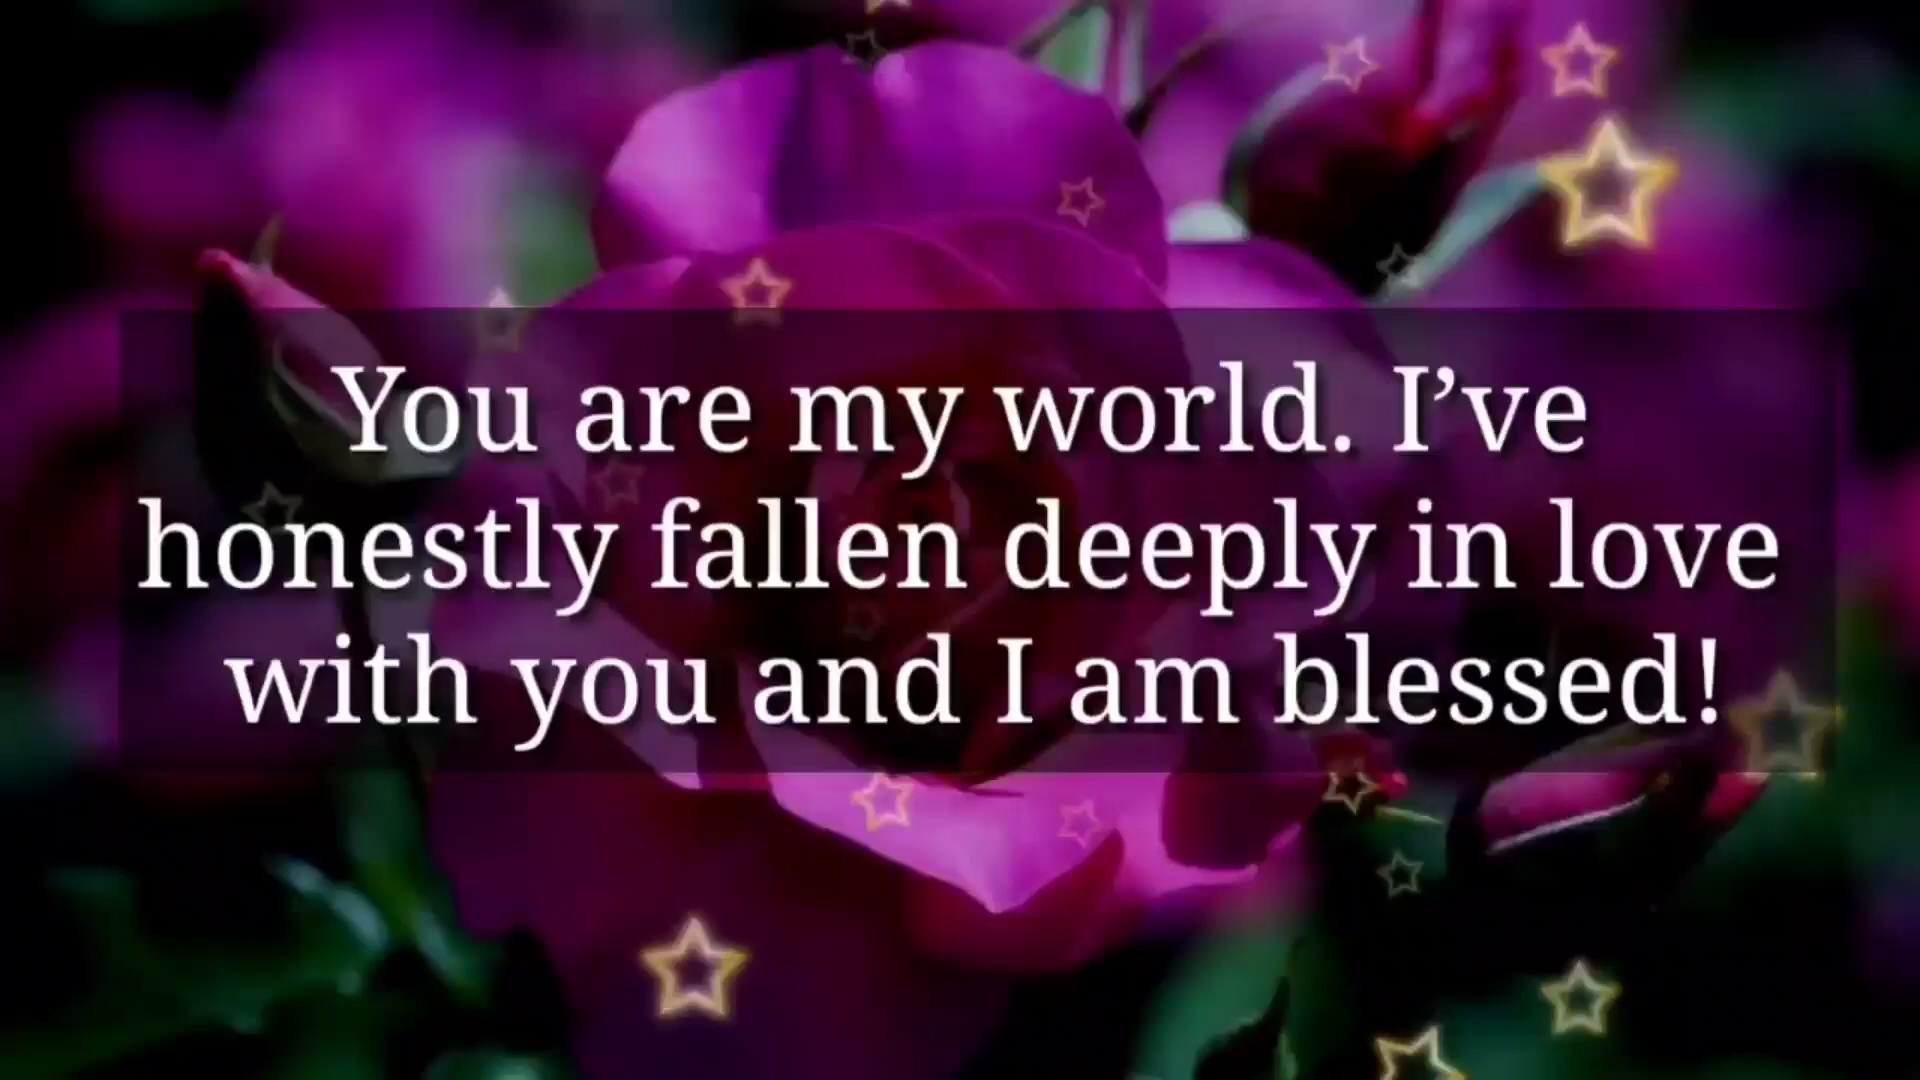 You are my world. I’ve
honestly fallen deeply in love
with you and I am blessed!